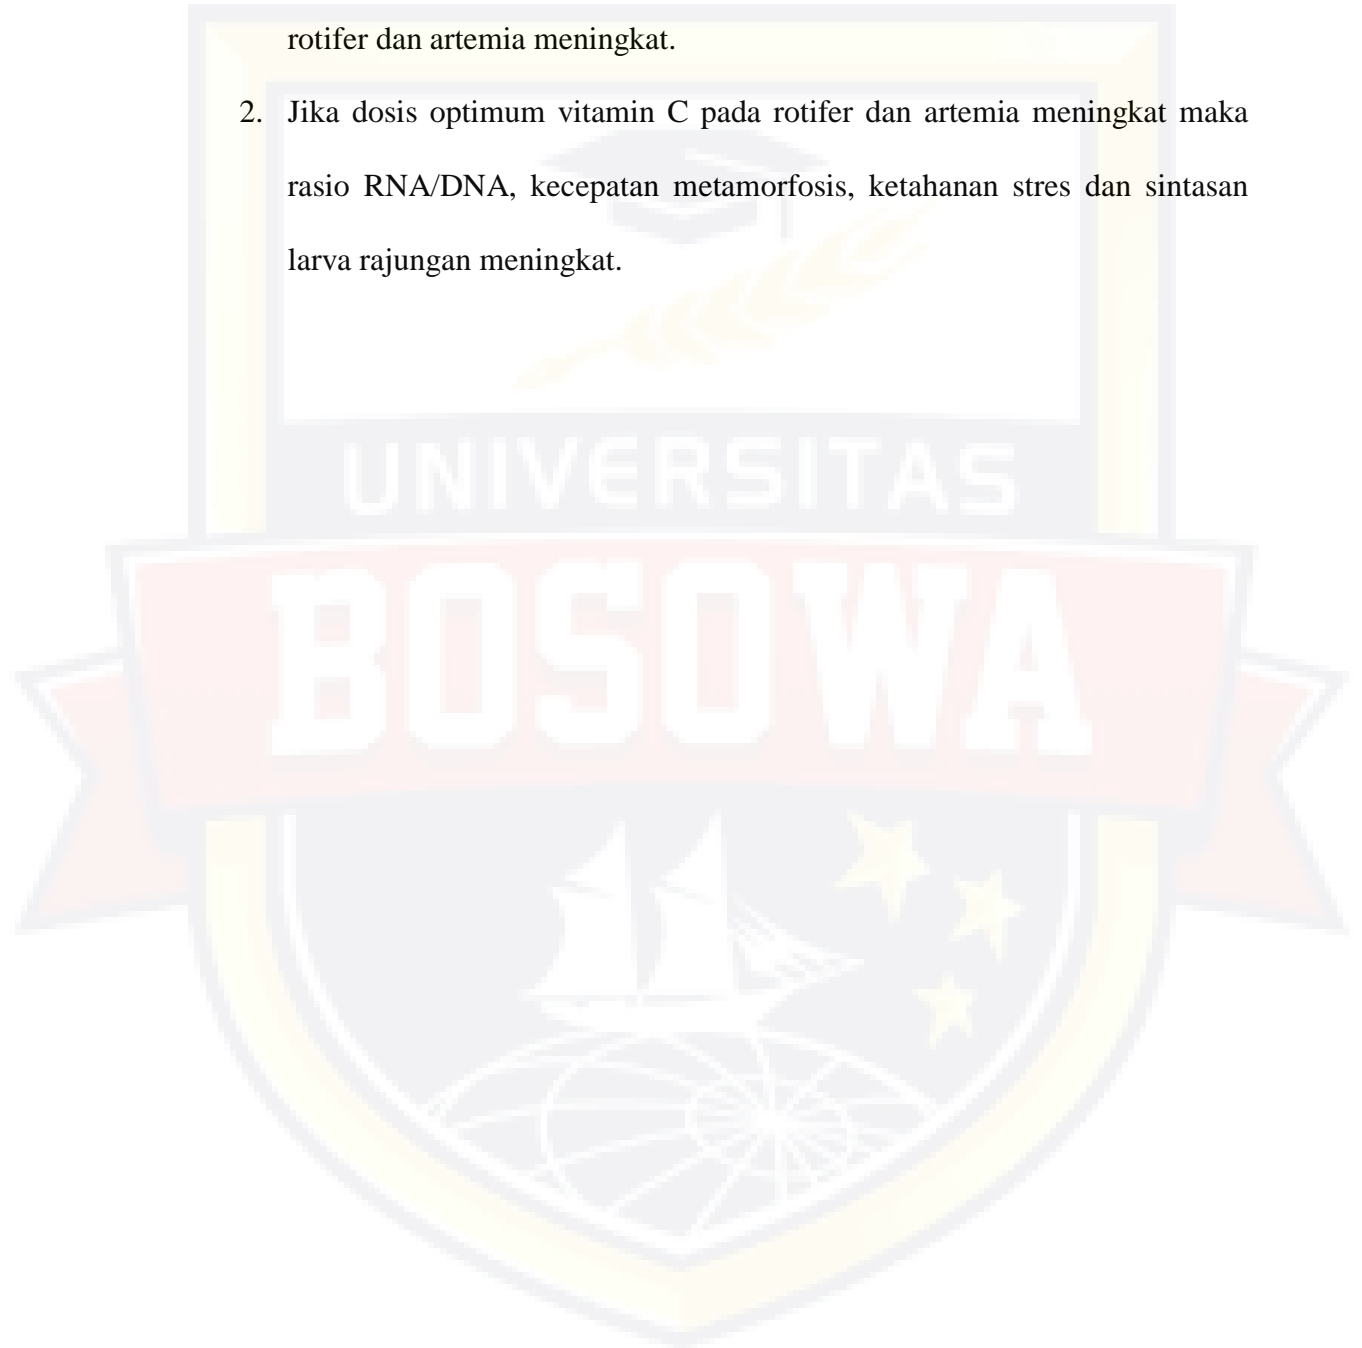 rotifer dan artemia meningkat.
2. Jika dosis optimum vitamin C pada rotifer dan artemia meningkat maka
rasio RNA/DNA, kecepatan metamorfosis, ketahanan stres dan sintasan
larva rajungan meningkat.
UNIVERSITAS
BOSOWA